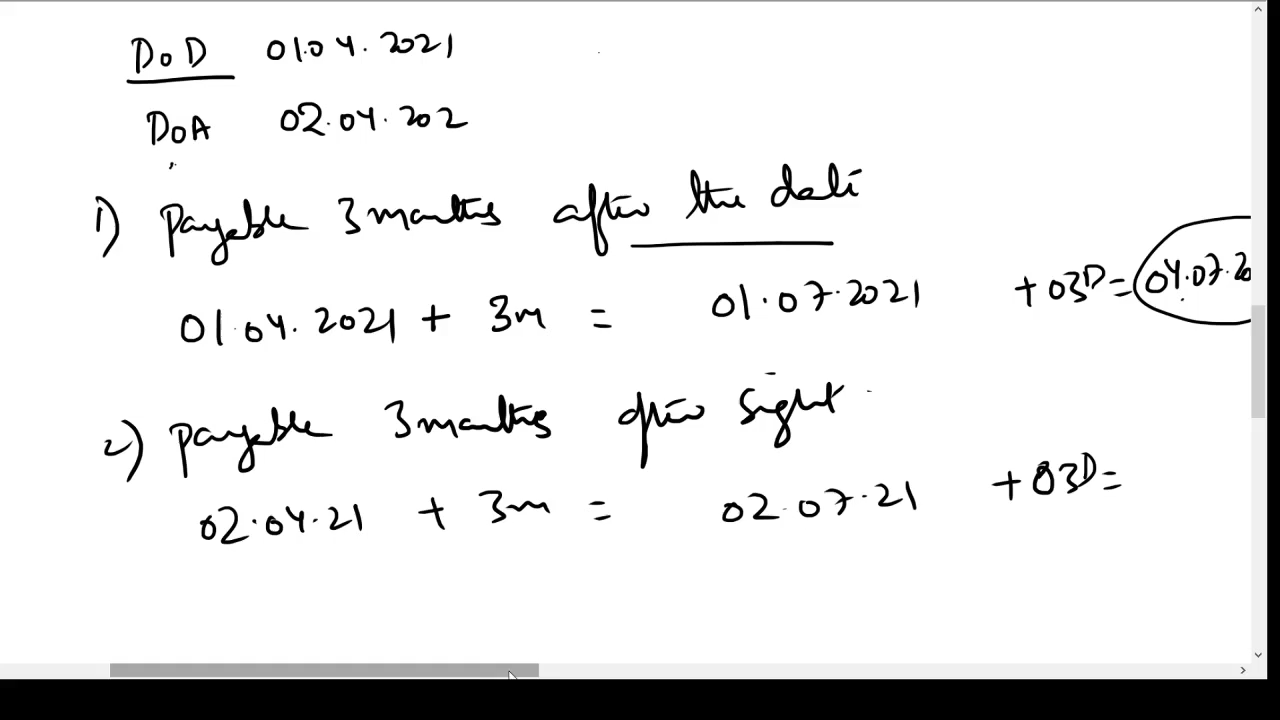 DoD 01.04.2021
DoA 02.04.202
1) Payable 3 months after the date
01.04.2021 + 3m = 01.07.2021 + 03D = 04.07.20
2) Payable 3 months after sight
02.04.21 + 3m = 02.07.21 + 03D =